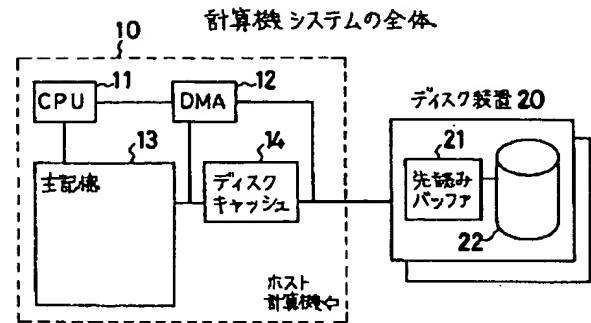 計算機システムの全体
10
11
CPU
12
DMA
13
主記憶
14
ディスク
キャッシュ
ホスト
計算機
ディスク装置20
21
先読み
バッファ
22